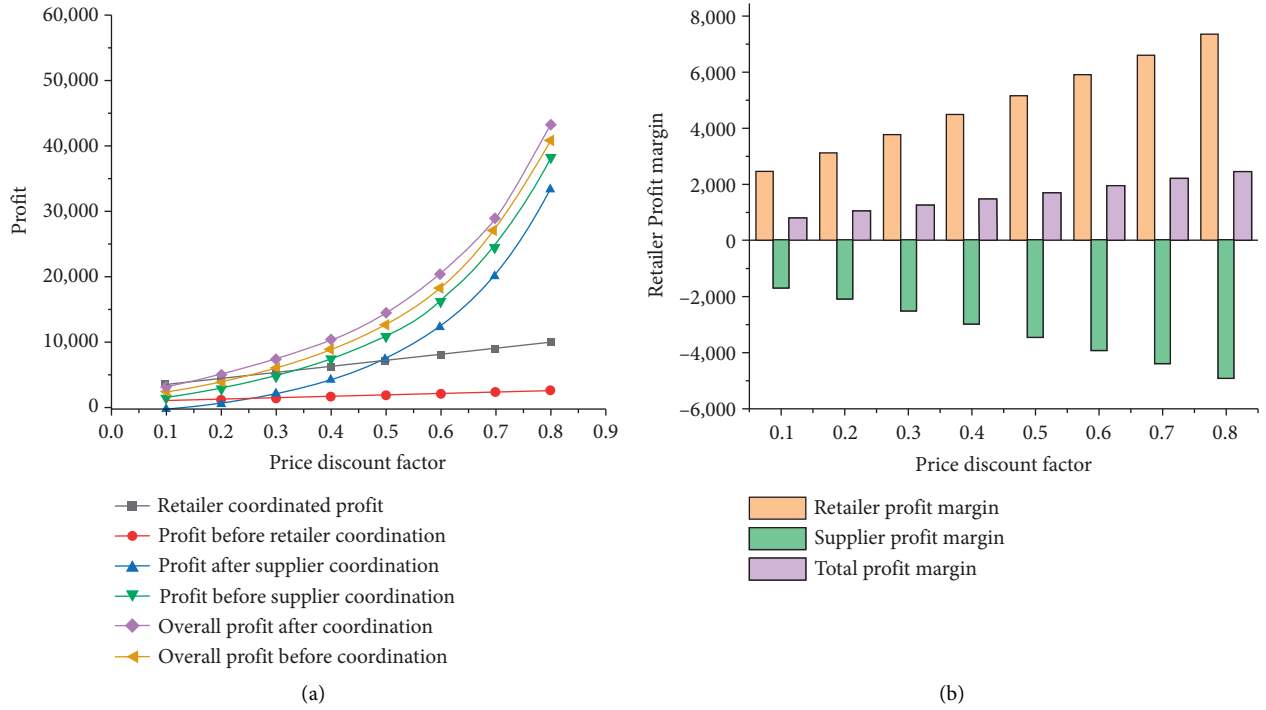 60,000
50,000
40,000
30,000
20,000
10,000
0
Profit
0.0 0.1 0.2 0.3 0.4 0.5 0.6 0.7 0.8 0.9
Price discount factor
Retailer coordinated profit
Profit before retailer coordination
Profit after supplier coordination
Profit before supplier coordination
Overall profit after coordination
Overall profit before coordination
(a)
8,000
6,000
4,000
2,000
0
–2,000
–4,000
–6,000
Retailer Profit margin
0.1 0.2 0.3 0.4 0.5 0.6 0.7 0.8
Price discount factor
Retailer profit margin
Supplier profit margin
Total profit margin
(b)